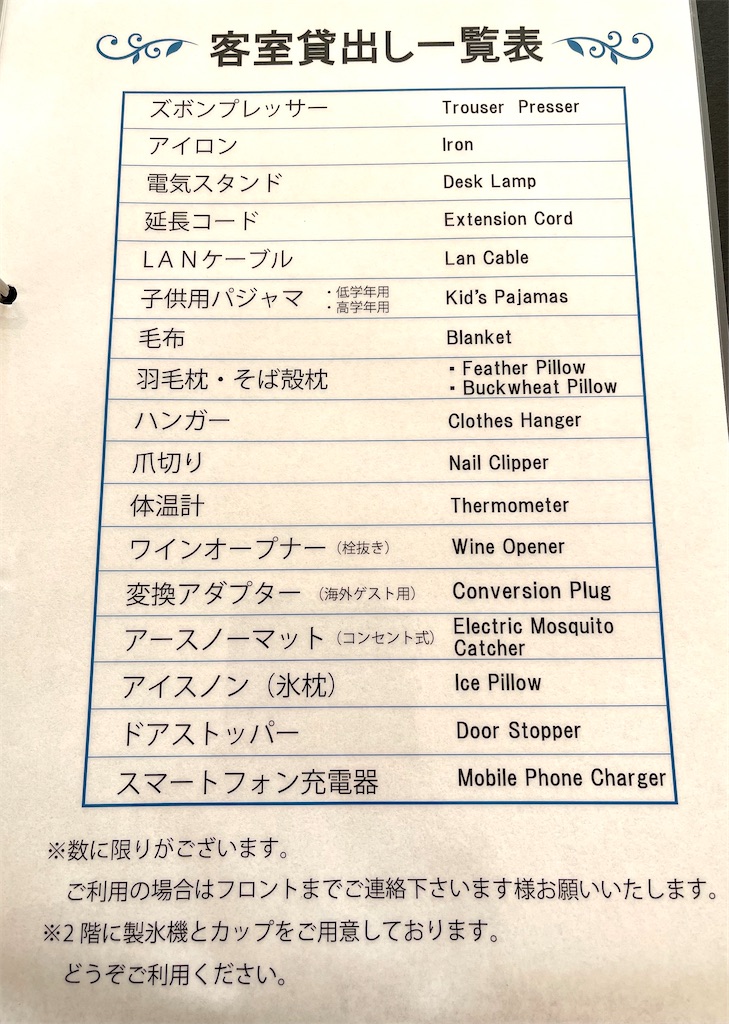 客室貸出し一覧表
ズボンプレッサー Trouser Presser
アイロン Iron
電気スタンド Desk Lamp
延長コード Extension Cord
LANケーブル Lan Cable
子供用パジャマ ・低学年用 Kid's Pajamas
・高学年用
毛布 Blanket
羽毛枕・そば殻枕 ・Feather Pillow
・Buckwheat Pillow
ハンガー Clothes Hanger
爪切り Nail Clipper
体温計 Thermometer
ワインオープナー(栓抜き) Wine Opener
変換アダプター (海外ゲスト用) Conversion Plug
アースノーマット(コンセント式) Electric Mosquito
Catcher
アイスノン(氷枕) Ice Pillow
ドアストッパー Door Stopper
スマートフォン充電器 Mobile Phone Charger
※数に限りがございます。
ご利用の場合はフロントまでご連絡下さいます様お願いいたします。
※2階に製氷機とカップをご用意しております。
どうぞご利用ください。